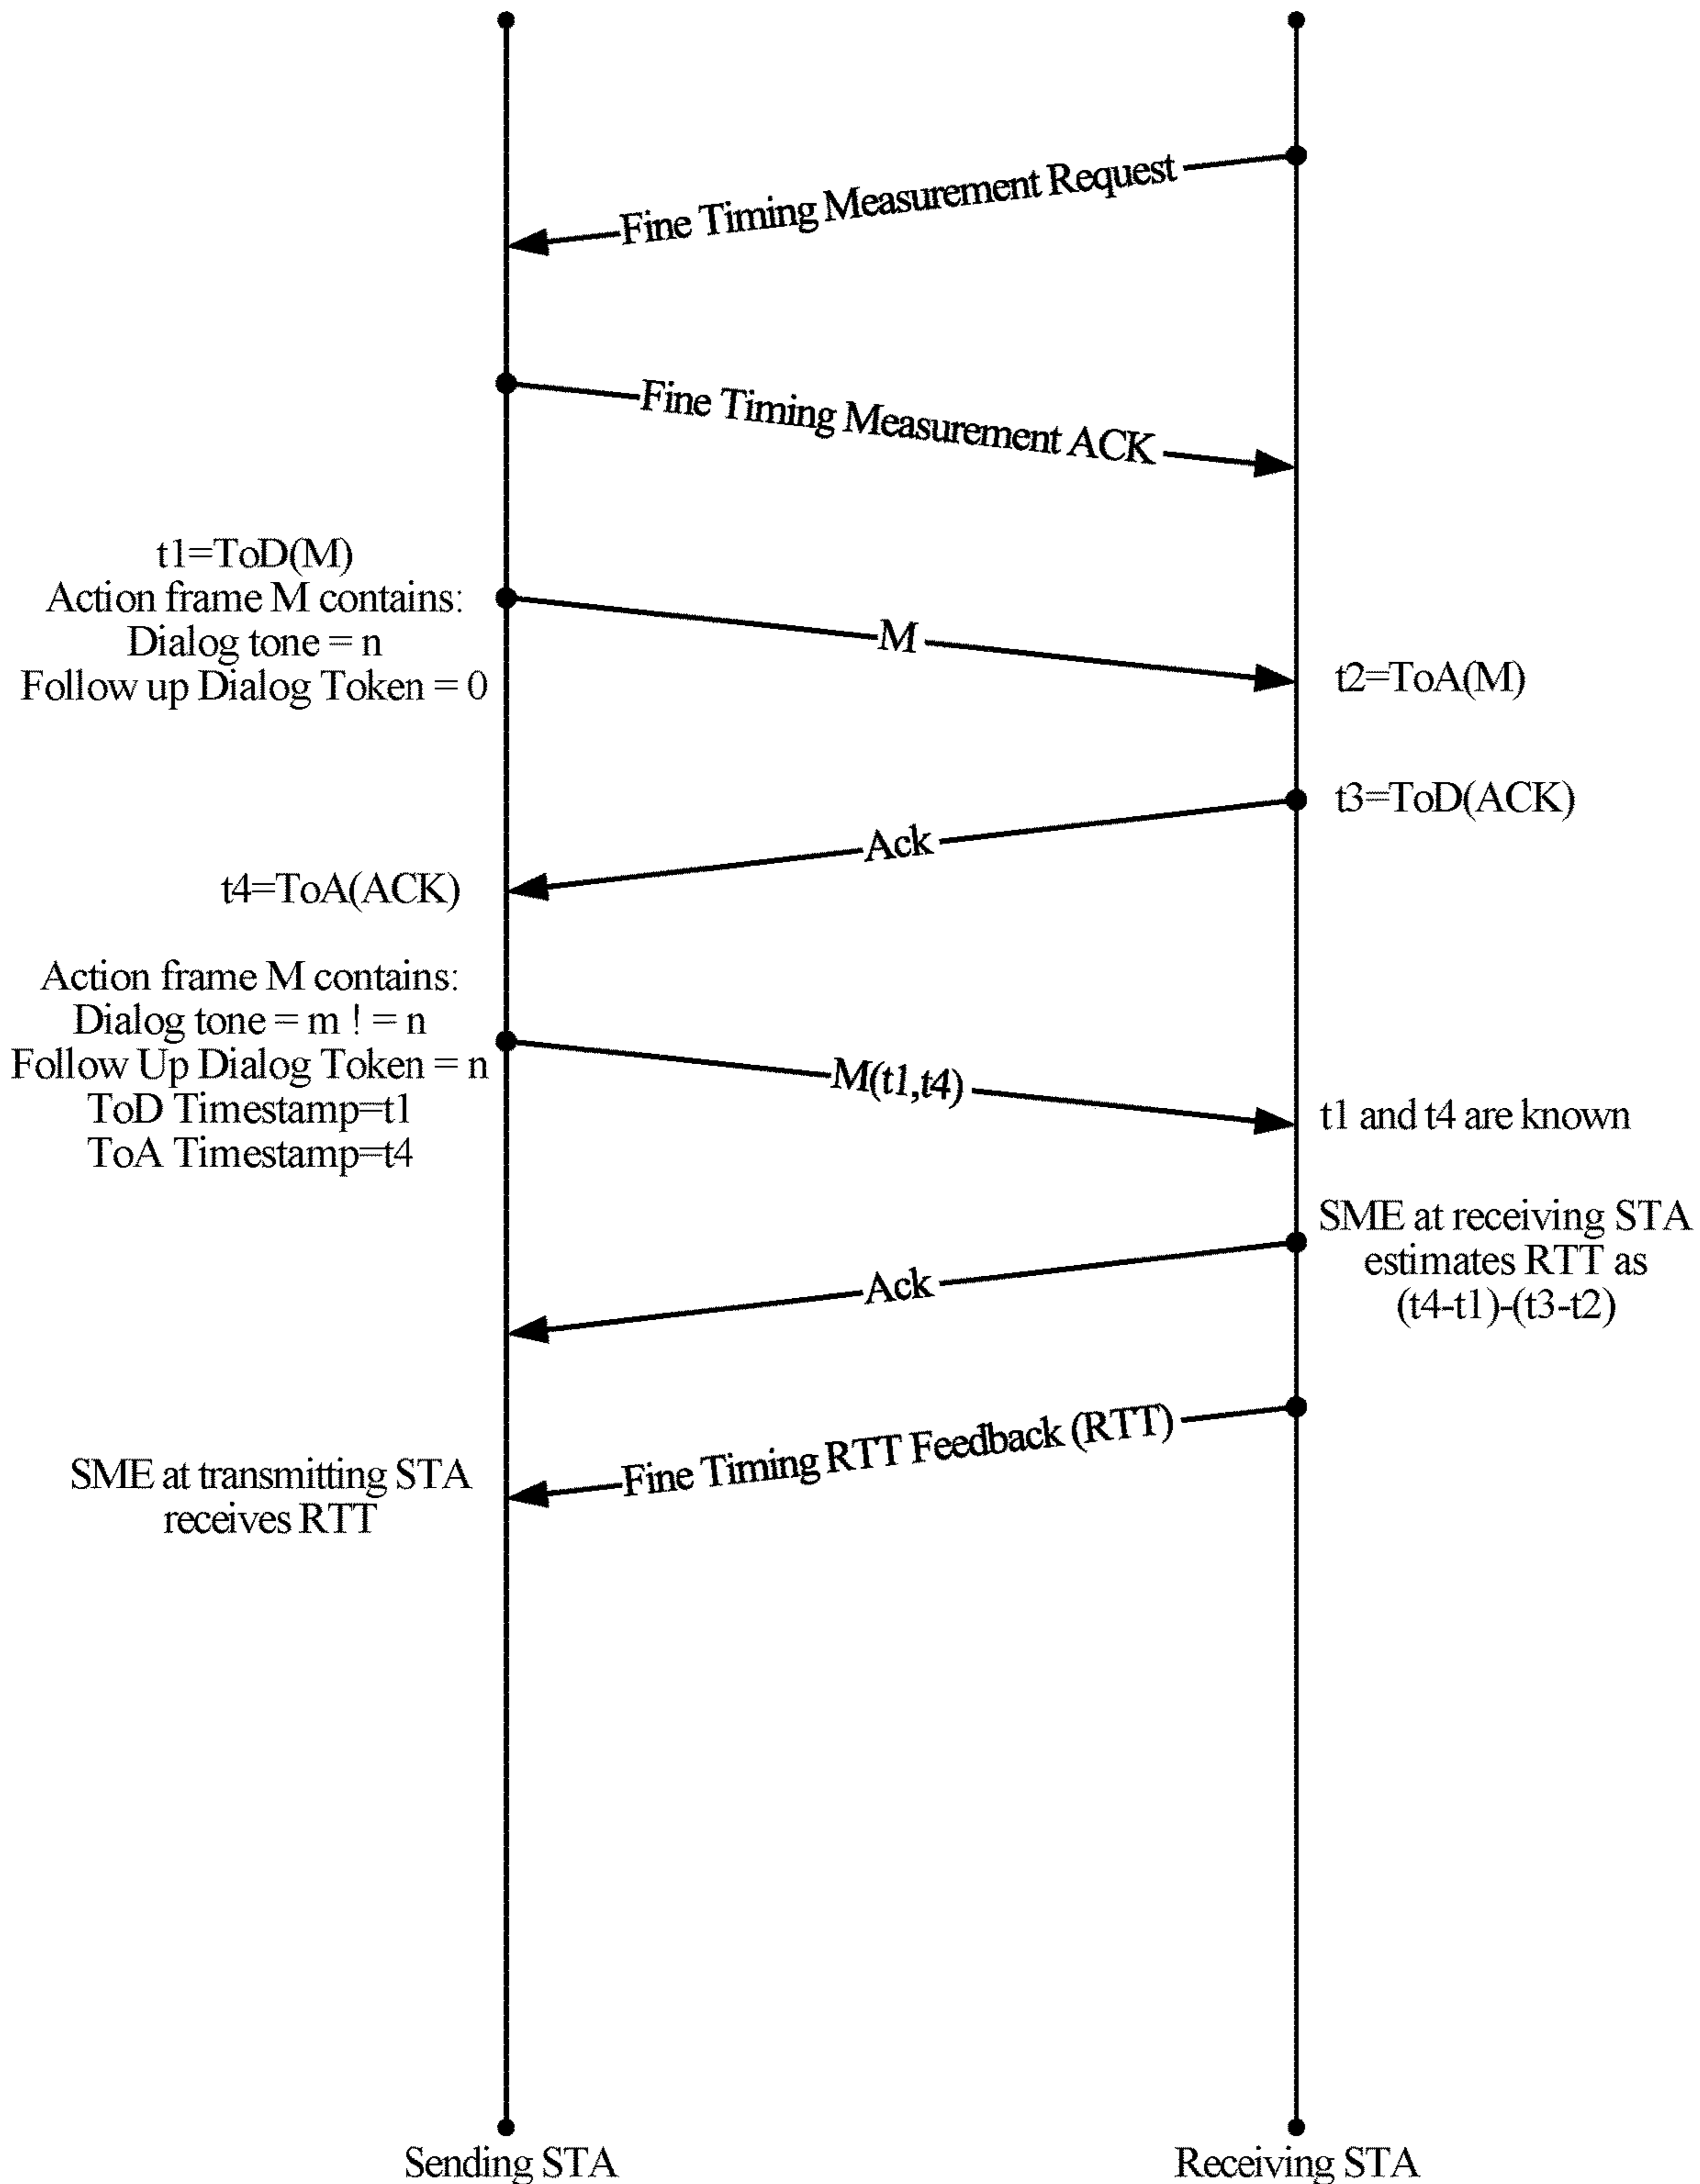 Fine Timing Measurement Request
Fine Timing Measurement ACK
t1=ToD(M)
Action frame M contains:
Dialog tone = n
Follow up Dialog Token = 0
M
t2=ToA(M)
t3=ToD(ACK)
Ack
t4=ToA(ACK)
Action frame M contains:
Dialog tone = m ! = n
Follow Up Dialog Token = n
ToD Timestamp=t1
ToA Timestamp=t4
M(t1,t4)
t1 and t4 are known
SME at receiving STA
estimates RTT as
(t4-t1)-(t3-t2)
Ack
Fine Timing RTT Feedback (RTT)
SME at transmitting STA
receives RTT
Sending STA
Receiving STA